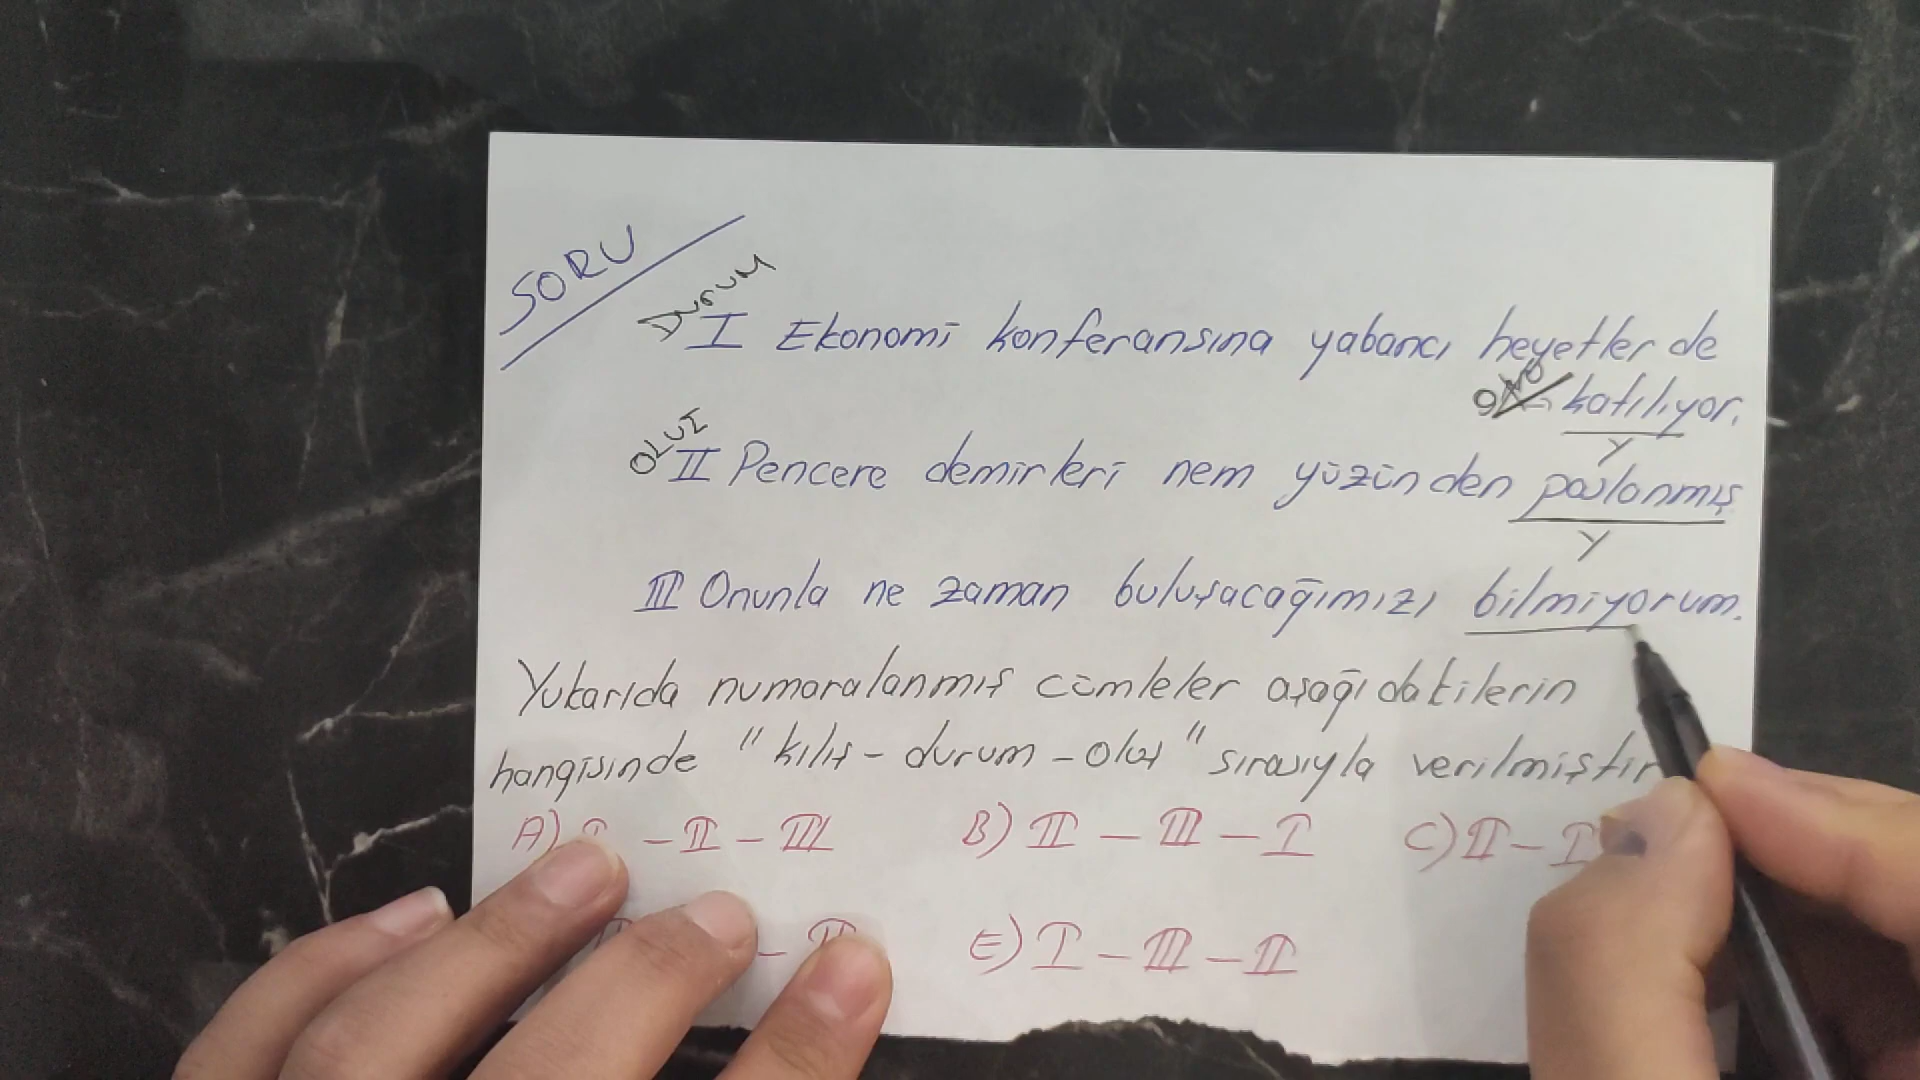 SORU
Durum
I Ekonomi konferansına yabancı heyetler de
katılıyor.
Y
OLUŞ
II Pencere demirleri nem yüzünden paslanmış
Y
III Onunla ne zaman buluşacağımızı bilmiyorum.
Yukarıda numaralanmış cümleler aşağıdakilerin
hangisinde "kılış - durum - oluş" sırasıyla verilmiştir
A) I - II - III B) II - III - I C) II - I
- II E) I - III - II